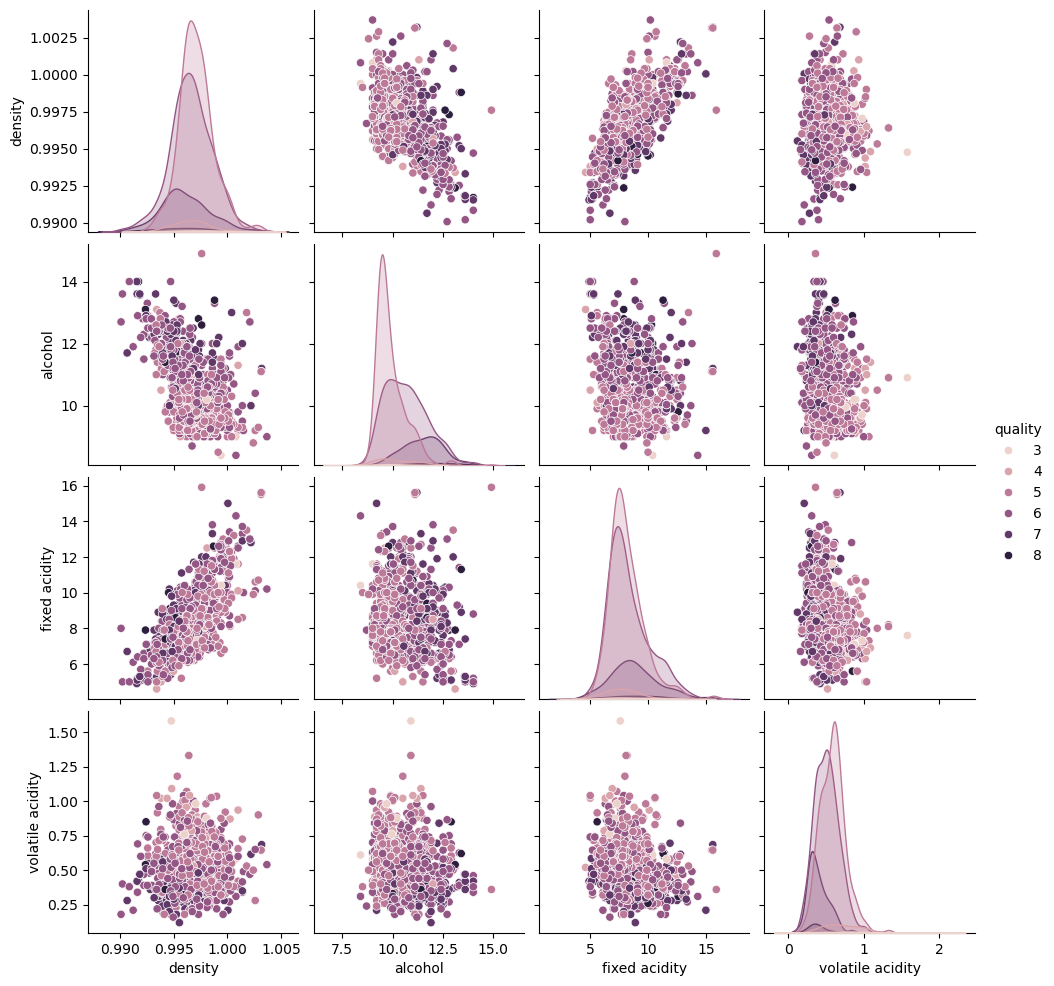 1.0025
1.0000
0.9975
0.9950
0.9925
0.9900
density
14
12
10
alcohol
quality
3
4
5
6
7
8
16
14
12
10
8
6
fixed acidity
1.50
1.25
1.00
0.75
0.50
0.25
volatile acidity
0.990 0.995 1.000 1.005
density
7.5 10.0 12.5 15.0
alcohol
5 10 15
fixed acidity
0 1 2
volatile acidity